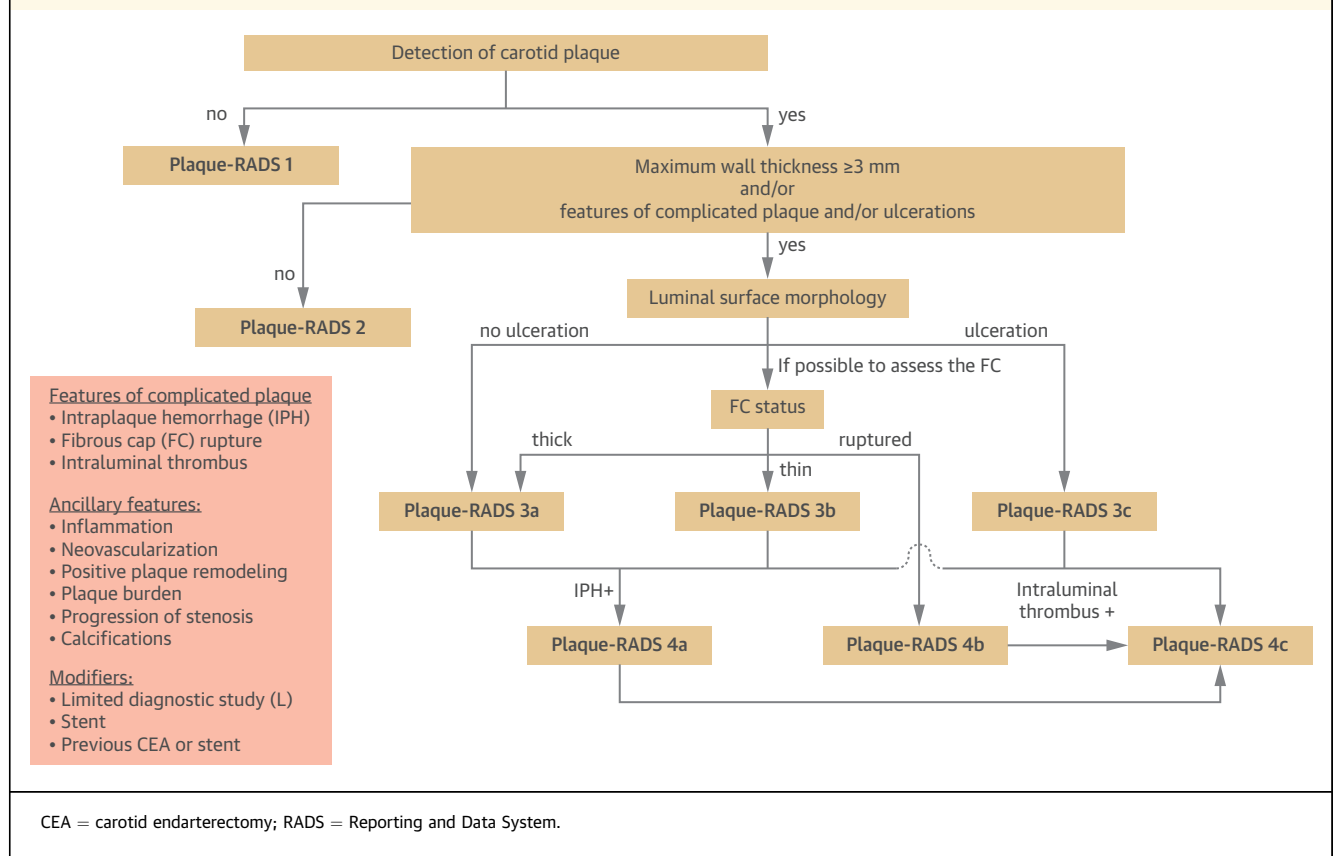 Detection of carotid plaque
no
yes
Plaque-RADS 1
Maximum wall thickness ≥3 mm
and/or
features of complicated plaque and/or ulcerations
no
yes
Plaque-RADS 2
Luminal surface morphology
no ulceration
ulceration
If possible to assess the FC
FC status
thick
ruptured
thin
Plaque-RADS 3a
Plaque-RADS 3b
Plaque-RADS 3c
IPH+
Intraluminal
thrombus +
Plaque-RADS 4a
Plaque-RADS 4b
Plaque-RADS 4c
Features of complicated plaque
• Intraplaque hemorrhage (IPH)
• Fibrous cap (FC) rupture
• Intraluminal thrombus
Ancillary features:
• Inflammation
• Neovascularization
• Positive plaque remodeling
• Plaque burden
• Progression of stenosis
• Calcifications
Modifiers:
• Limited diagnostic study (L)
• Stent
• Previous CEA or stent
CEA = carotid endarterectomy; RADS = Reporting and Data System.